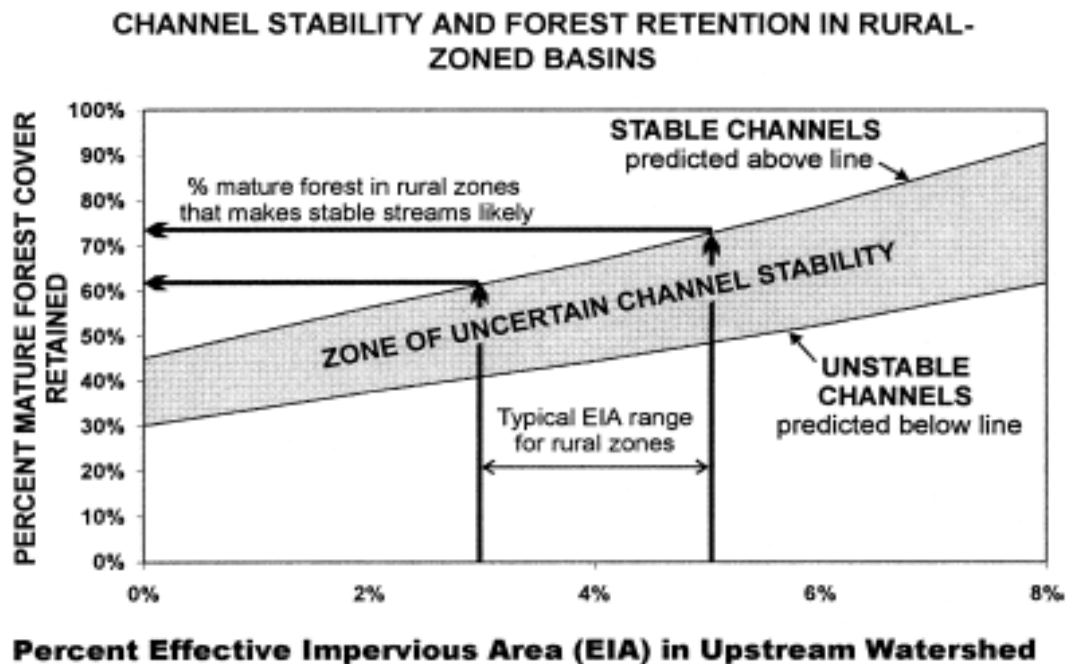 CHANNEL STABILITY AND FOREST RETENTION IN RURAL-
ZONED BASINS
PERCENT MATURE FOREST COVER
RETAINED
100%
90%
80%
70%
60%
50%
40%
30%
20%
10%
0%
STABLE CHANNELS
predicted above line
% mature forest in rural zones
that makes stable streams likely
ZONE OF UNCERTAIN CHANNEL STABILITY
UNSTABLE
CHANNELS
predicted below line
Typical EIA range
for rural zones
0%
2%
4%
6%
8%
Percent Effective Impervious Area (EIA) in Upstream Watershed